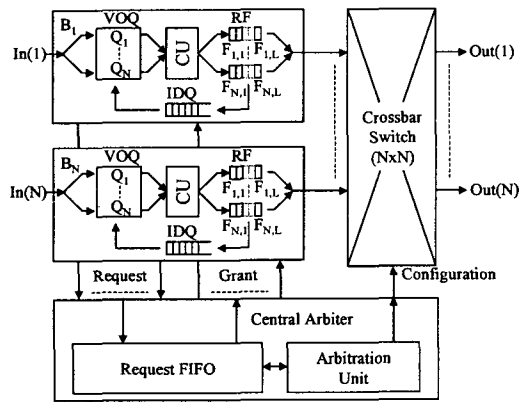 B1 VOQ RF
In(1) Q1 CU F1,1 F1,L Out(1)
QN FN,1 FN,L
IDQ
Crossbar
Switch
(NxN)
BN VOQ RF
In(N) Q1 CU F1,1 F1,L Out(N)
QN FN,1 FN,L
IDQ
Request Grant Configuration
Central Arbiter
Request FIFO
Arbitration
Unit